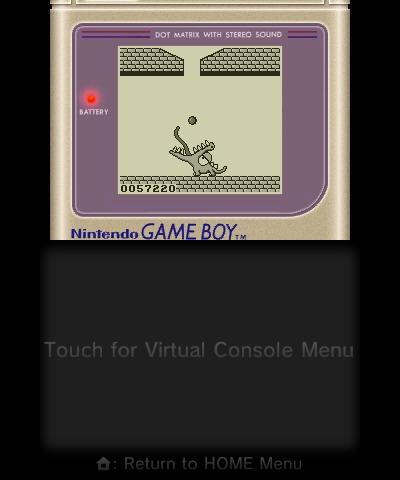 DOT MATRIX WITH STEREO SOUND
BATTERY
0057220
Nintendo GAME BOY™
Touch for Virtual Console Menu
: Return to HOME Menu